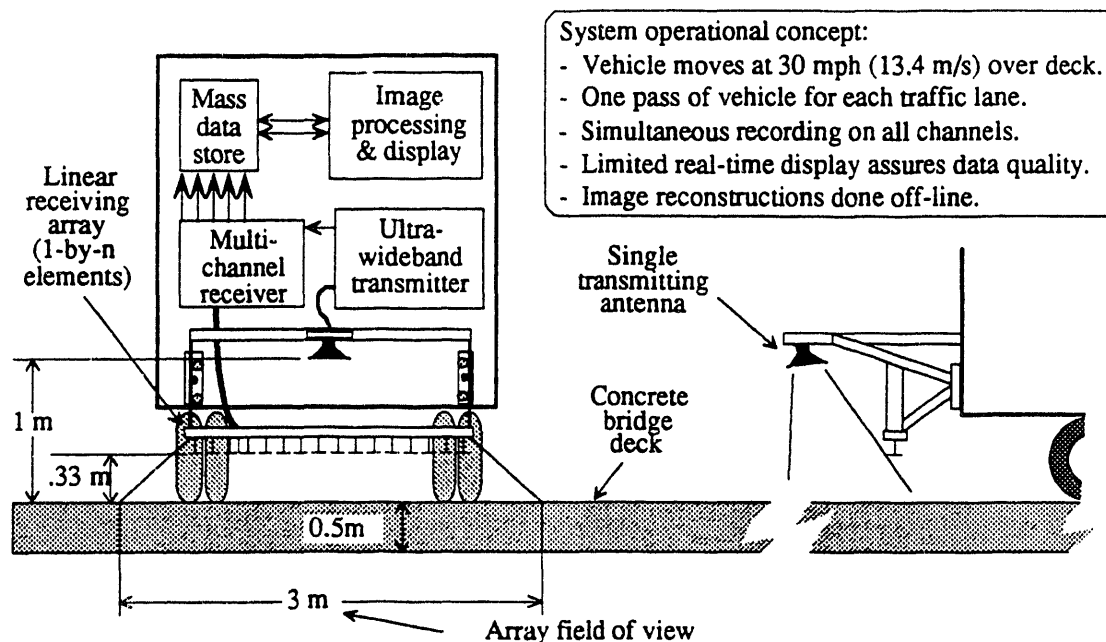 System operational concept:
- Vehicle moves at 30 mph (13.4 m/s) over deck.
- One pass of vehicle for each traffic lane.
- Simultaneous recording on all channels.
- Limited real-time display assures data quality.
- Image reconstructions done off-line.
Mass
data
store
Image
processing
& display
Linear
receiving
array
(1-by-n
elements)
Multi-
channel
receiver
Ultra-
wideband
transmitter
Single
transmitting
antenna
1 m
.33 m
Concrete
bridge
deck
0.5m
3 m
Array field of view